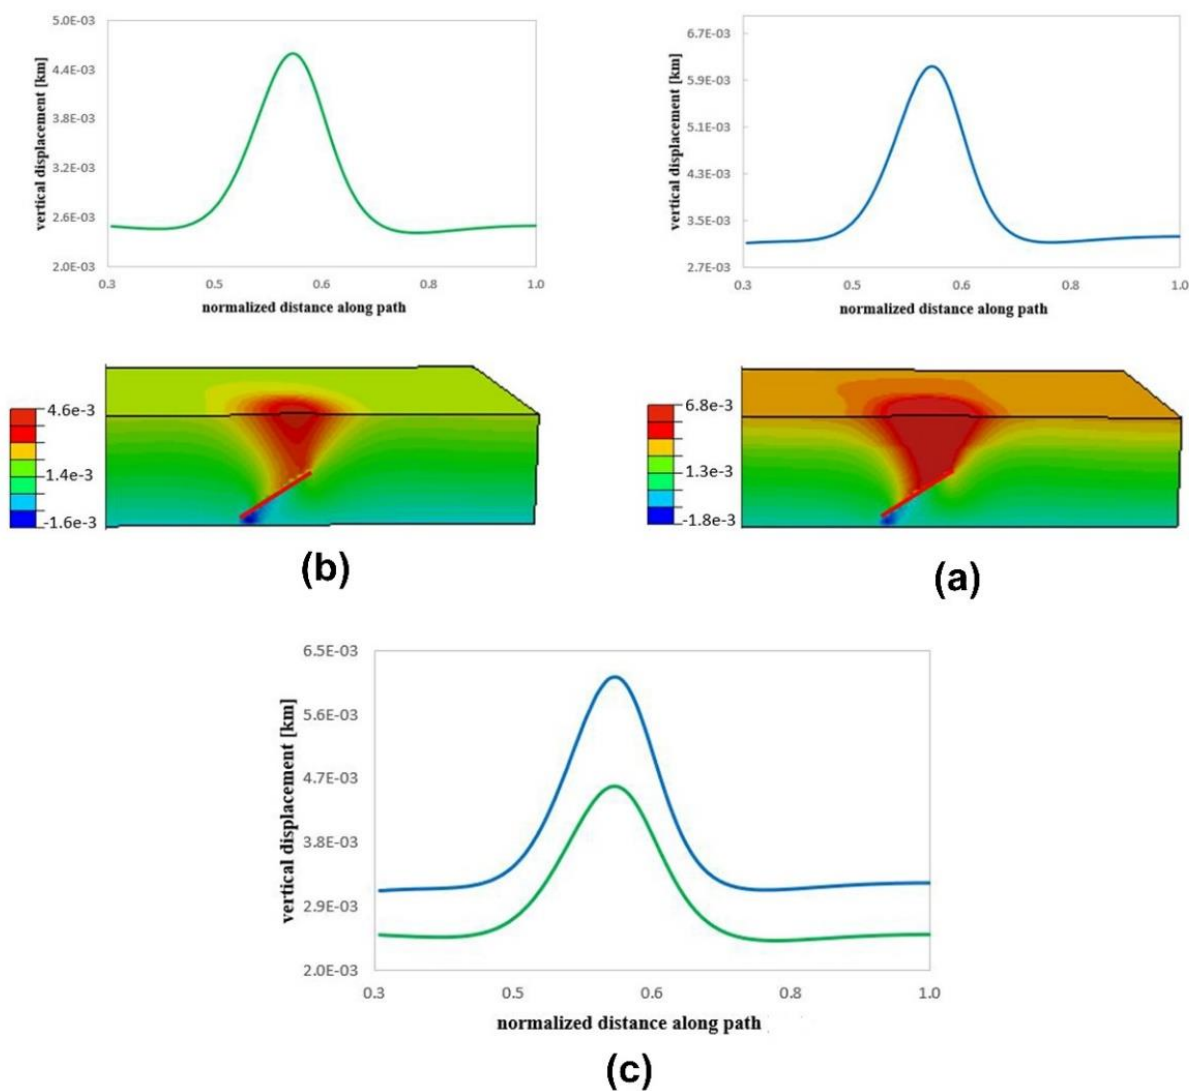 5.0E-03
4.4E-03
3.8E-03
3.2E-03
2.6E-03
2.0E-03
vertical displacement [km]
0.3 0.5 0.6 0.8 1.0
normalized distance along path
6.7E-03
5.9E-03
5.1E-03
4.3E-03
3.5E-03
2.7E-03
vertical displacement [km]
0.3 0.5 0.6 0.8 1.0
normalized distance along path
4.6e-3
1.4e-3
-1.6e-3
(b)
6.8e-3
1.3e-3
-1.8e-3
(a)
6.5E-03
5.6E-03
4.7E-03
3.8E-03
2.9E-03
2.0E-03
vertical displacement [km]
0.3 0.5 0.6 0.8 1.0
normalized distance along path
(c)